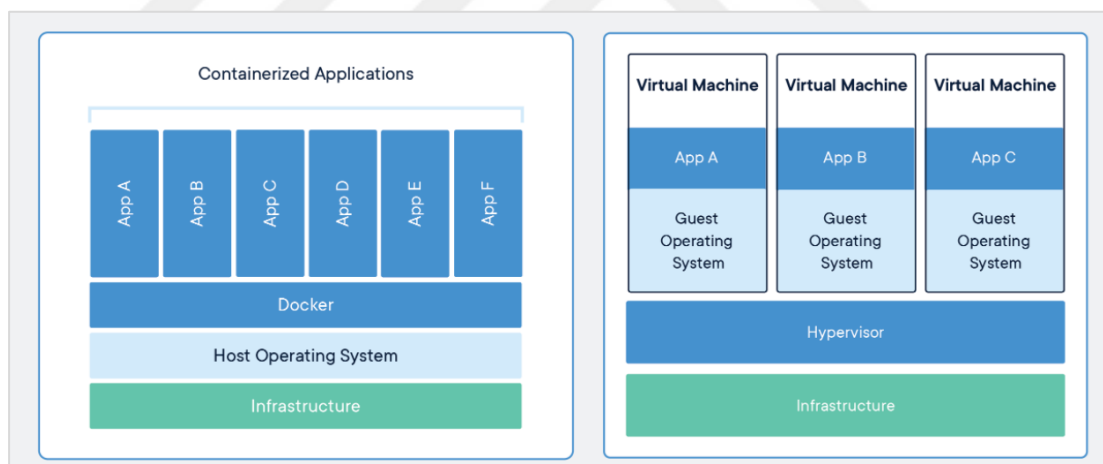 Containerized Applications
App A
App B
App C
App D
App E
App F
Docker
Host Operating System
Infrastructure
Virtual Machine
App A
Guest
Operating
System
Virtual Machine
App B
Guest
Operating
System
Virtual Machine
App C
Guest
Operating
System
Hypervisor
Infrastructure